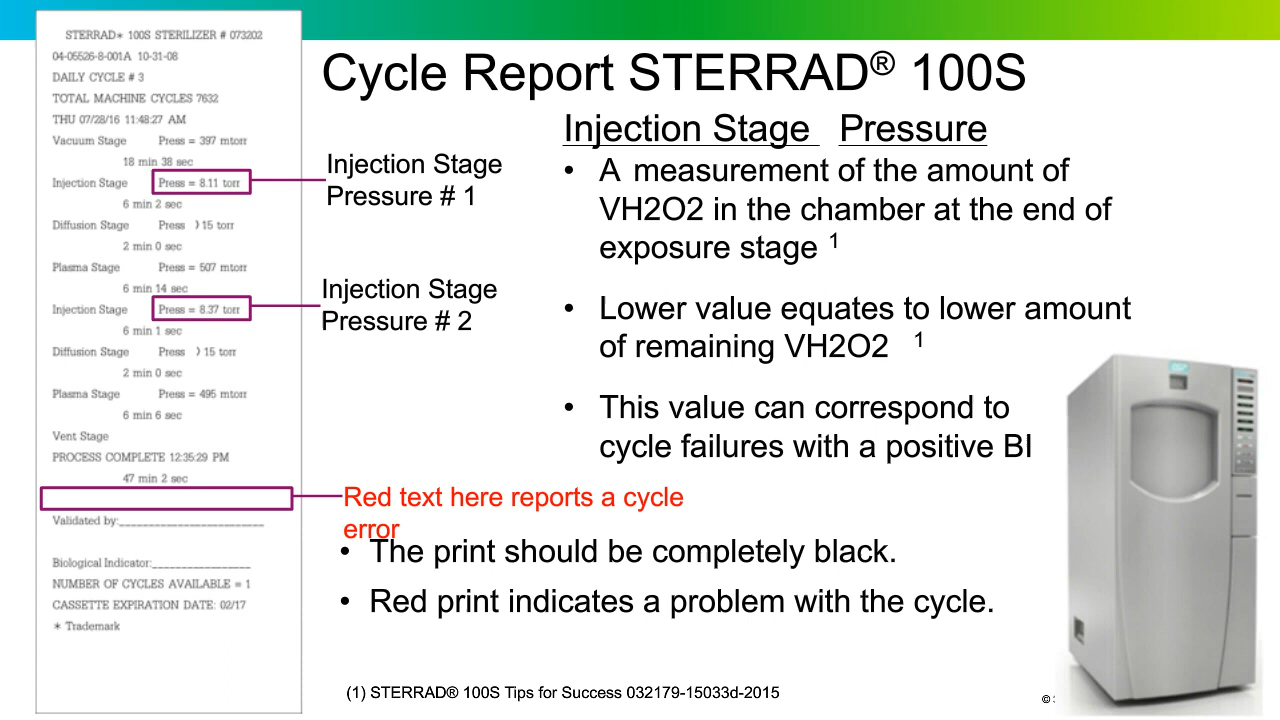 STERRAD* 100S STERILIZER # 073202
04-05526-8-001A 10-31-08
DAILY CYCLE # 3
TOTAL MACHINE CYCLES 7632
THU 07/28/16 11:48:27 AM
Vacuum Stage Press = 397 mtorr
18 min 38 sec
Injection Stage Press = 8.11 torr
6 min 2 sec
Diffusion Stage Press 〉15 torr
2 min 0 sec
Plasma Stage Press = 507 mtorr
6 min 14 sec
Injection Stage Press = 8.37 torr
6 min 1 sec
Diffusion Stage Press 〉15 torr
2 min 0 sec
Plasma Stage Press = 495 mtorr
6 min 6 sec
Vent Stage
PROCESS COMPLETE 12:35:29 PM
47 min 2 sec
Validated by:________________________
Biological Indicator:________________
NUMBER OF CYCLES AVAILABLE = 1
CASSETTE EXPIRATION DATE: 02/17
* Trademark
Cycle Report STERRAD® 100S
Injection Stage Pressure
• A measurement of the amount of
VH2O2 in the chamber at the end of
exposure stage 1
• Lower value equates to lower amount
of remaining VH2O2 1
• This value can correspond to
cycle failures with a positive BI
Injection Stage
Pressure # 1
Injection Stage
Pressure # 2
Red text here reports a cycle
error
• The print should be completely black.
• Red print indicates a problem with the cycle.
(1) STERRAD® 100S Tips for Success 032179-15033d-2015
©